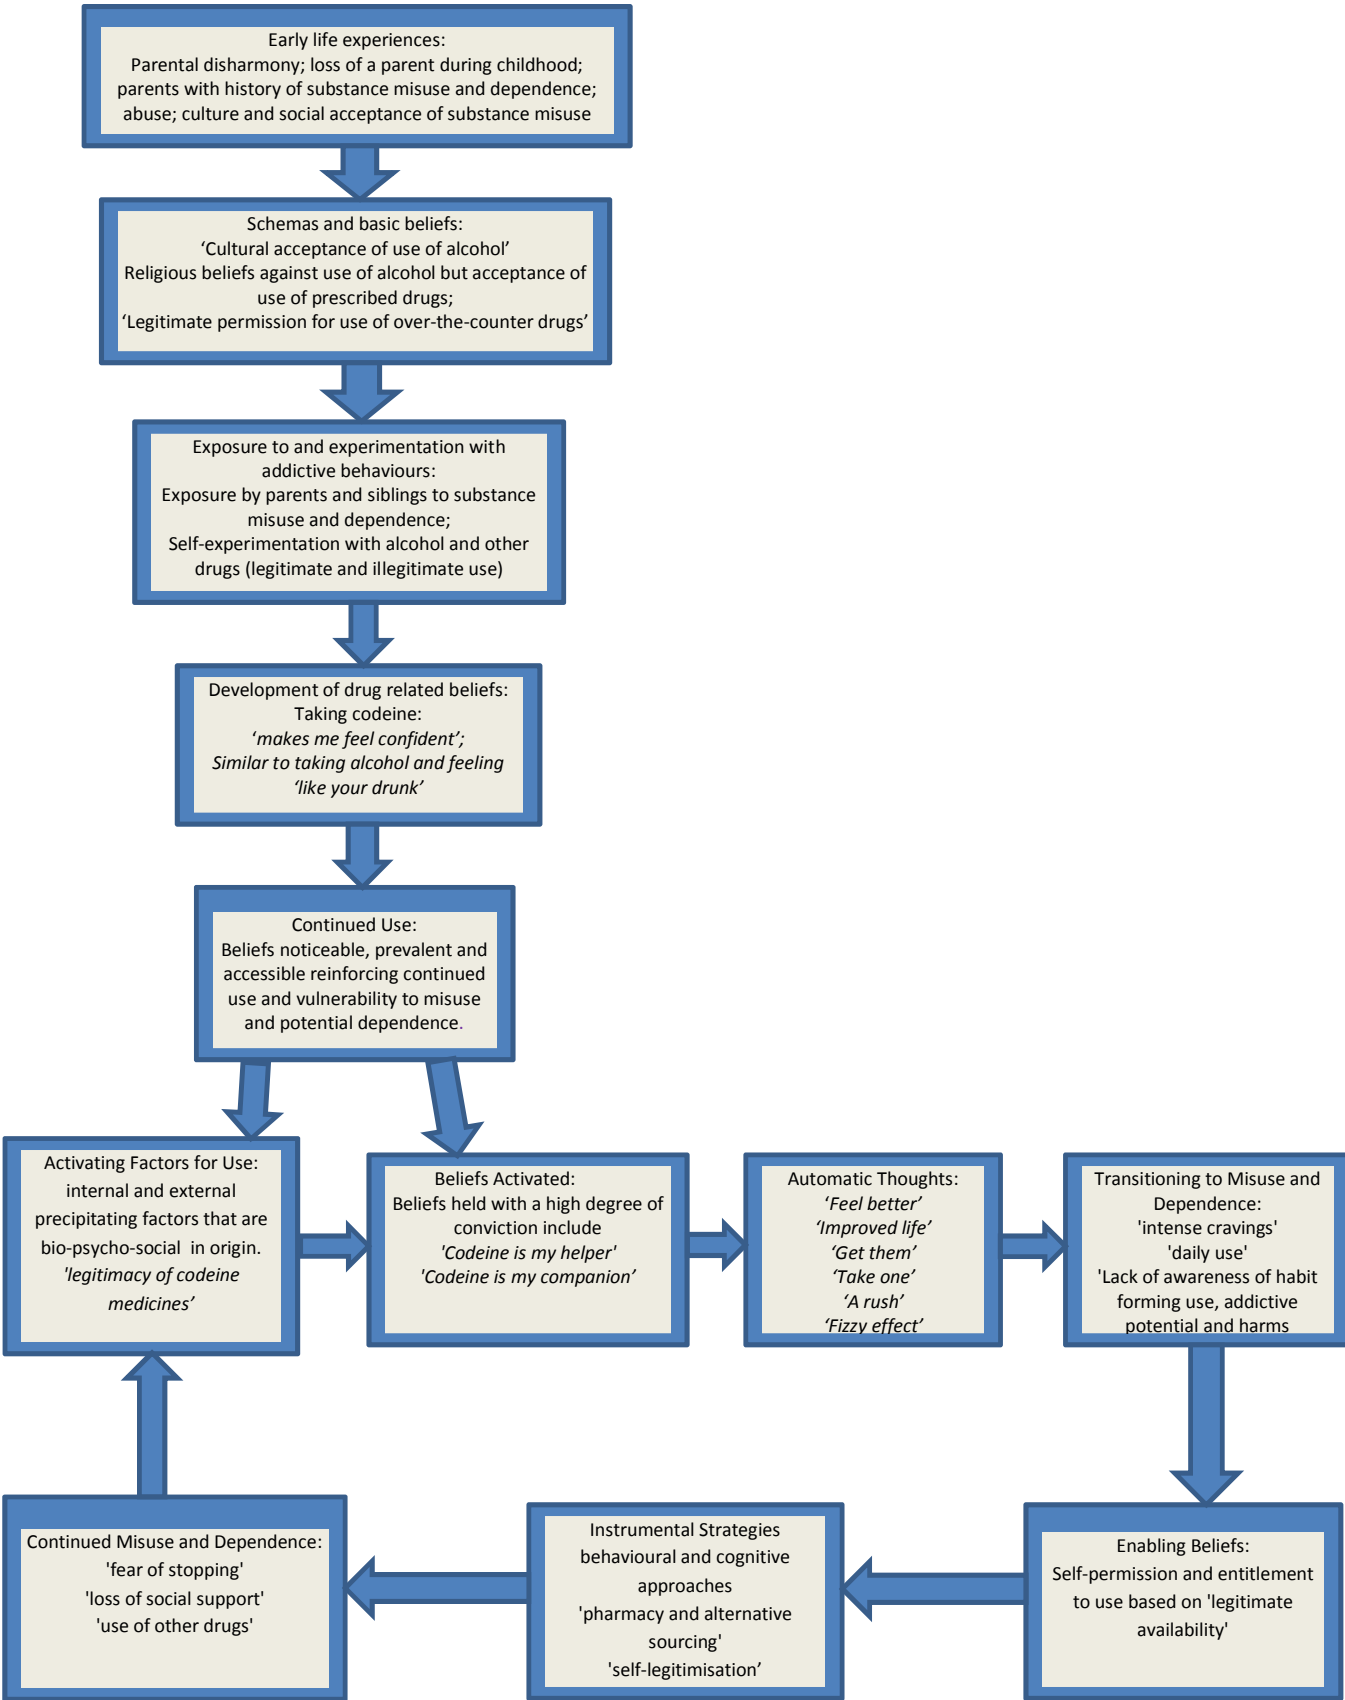 Early life experiences:
Parental disharmony; loss of a parent during childhood;
parents with history of substance misuse and dependence;
abuse; culture and social acceptance of substance misuse
Schemas and basic beliefs:
‘Cultural acceptance of use of alcohol’
Religious beliefs against use of alcohol but acceptance of
use of prescribed drugs;
‘Legitimate permission for use of over-the-counter drugs’
Exposure to and experimentation with
addictive behaviours:
Exposure by parents and siblings to substance
misuse and dependence;
Self-experimentation with alcohol and other
drugs (legitimate and illegitimate use)
Development of drug related beliefs:
Taking codeine:
‘makes me feel confident’;
Similar to taking alcohol and feeling
‘like your drunk’
Continued Use:
Beliefs noticeable, prevalent and
accessible reinforcing continued
use and vulnerability to misuse
and potential dependence.
Activating Factors for Use:
internal and external
precipitating factors that are
bio-psycho-social in origin.
'legitimacy of codeine
medicines’
Beliefs Activated:
Beliefs held with a high degree of
conviction include
'Codeine is my helper'
'Codeine is my companion’
Automatic Thoughts:
‘Feel better’
‘Improved life’
‘Get them’
‘Take one’
‘A rush’
‘Fizzy effect’
Transitioning to Misuse and
Dependence:
'intense cravings'
'daily use'
'Lack of awareness of habit
forming use, addictive
potential and harms
Enabling Beliefs:
Self-permission and entitlement
to use based on 'legitimate
availability'
Instrumental Strategies
behavioural and cognitive
approaches
'pharmacy and alternative
sourcing'
'self-legitimisation’
Continued Misuse and Dependence:
'fear of stopping'
'loss of social support'
'use of other drugs'